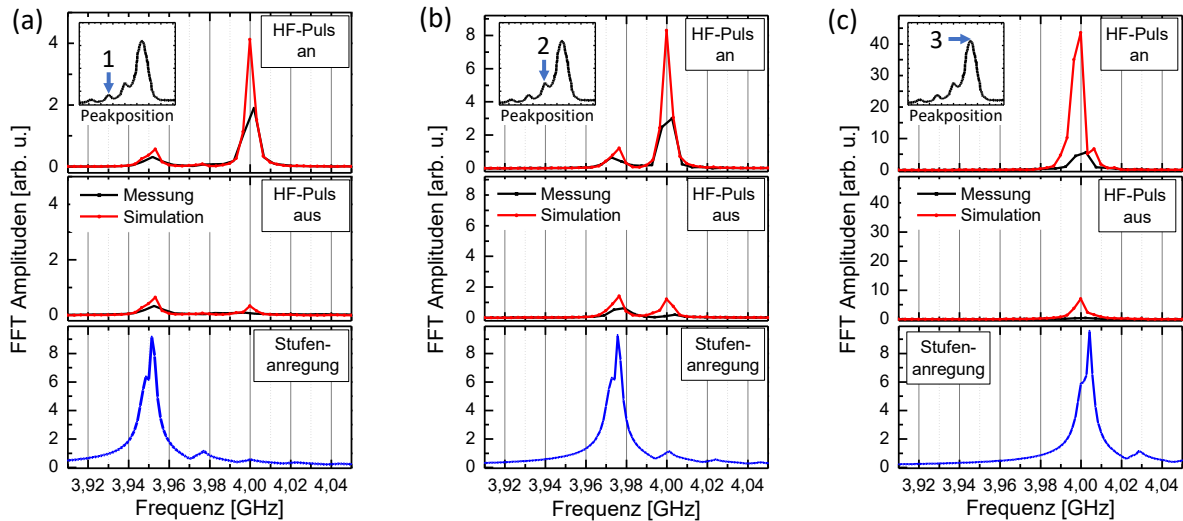 (a)
FFT Amplituden [arb. u.]
4
2
0
1
Peakposition
HF-Puls
an
4
2
0
Messung
Simulation
HF-Puls
aus
8
6
4
2
0
Stufen-
anregung
3,92 3,94 3,96 3,98 4,00 4,02 4,04
Frequenz [GHz]
(b)
FFT Amplituden [arb. u.]
8
6
4
2
0
2
Peakposition
HF-Puls
an
8
6
4
2
0
Messung
Simulation
HF-Puls
aus
8
6
4
2
0
Stufen-
anregung
3,92 3,94 3,96 3,98 4,00 4,02 4,04
Frequenz [GHz]
(c)
FFT Amplituden [arb. u.]
40
30
20
10
0
3
Peakposition
HF-Puls
an
40
30
20
10
0
Messung
Simulation
HF-Puls
aus
8
6
4
2
0
Stufen-
anregung
3,92 3,94 3,96 3,98 4,00 4,02 4,04
Frequenz [GHz]